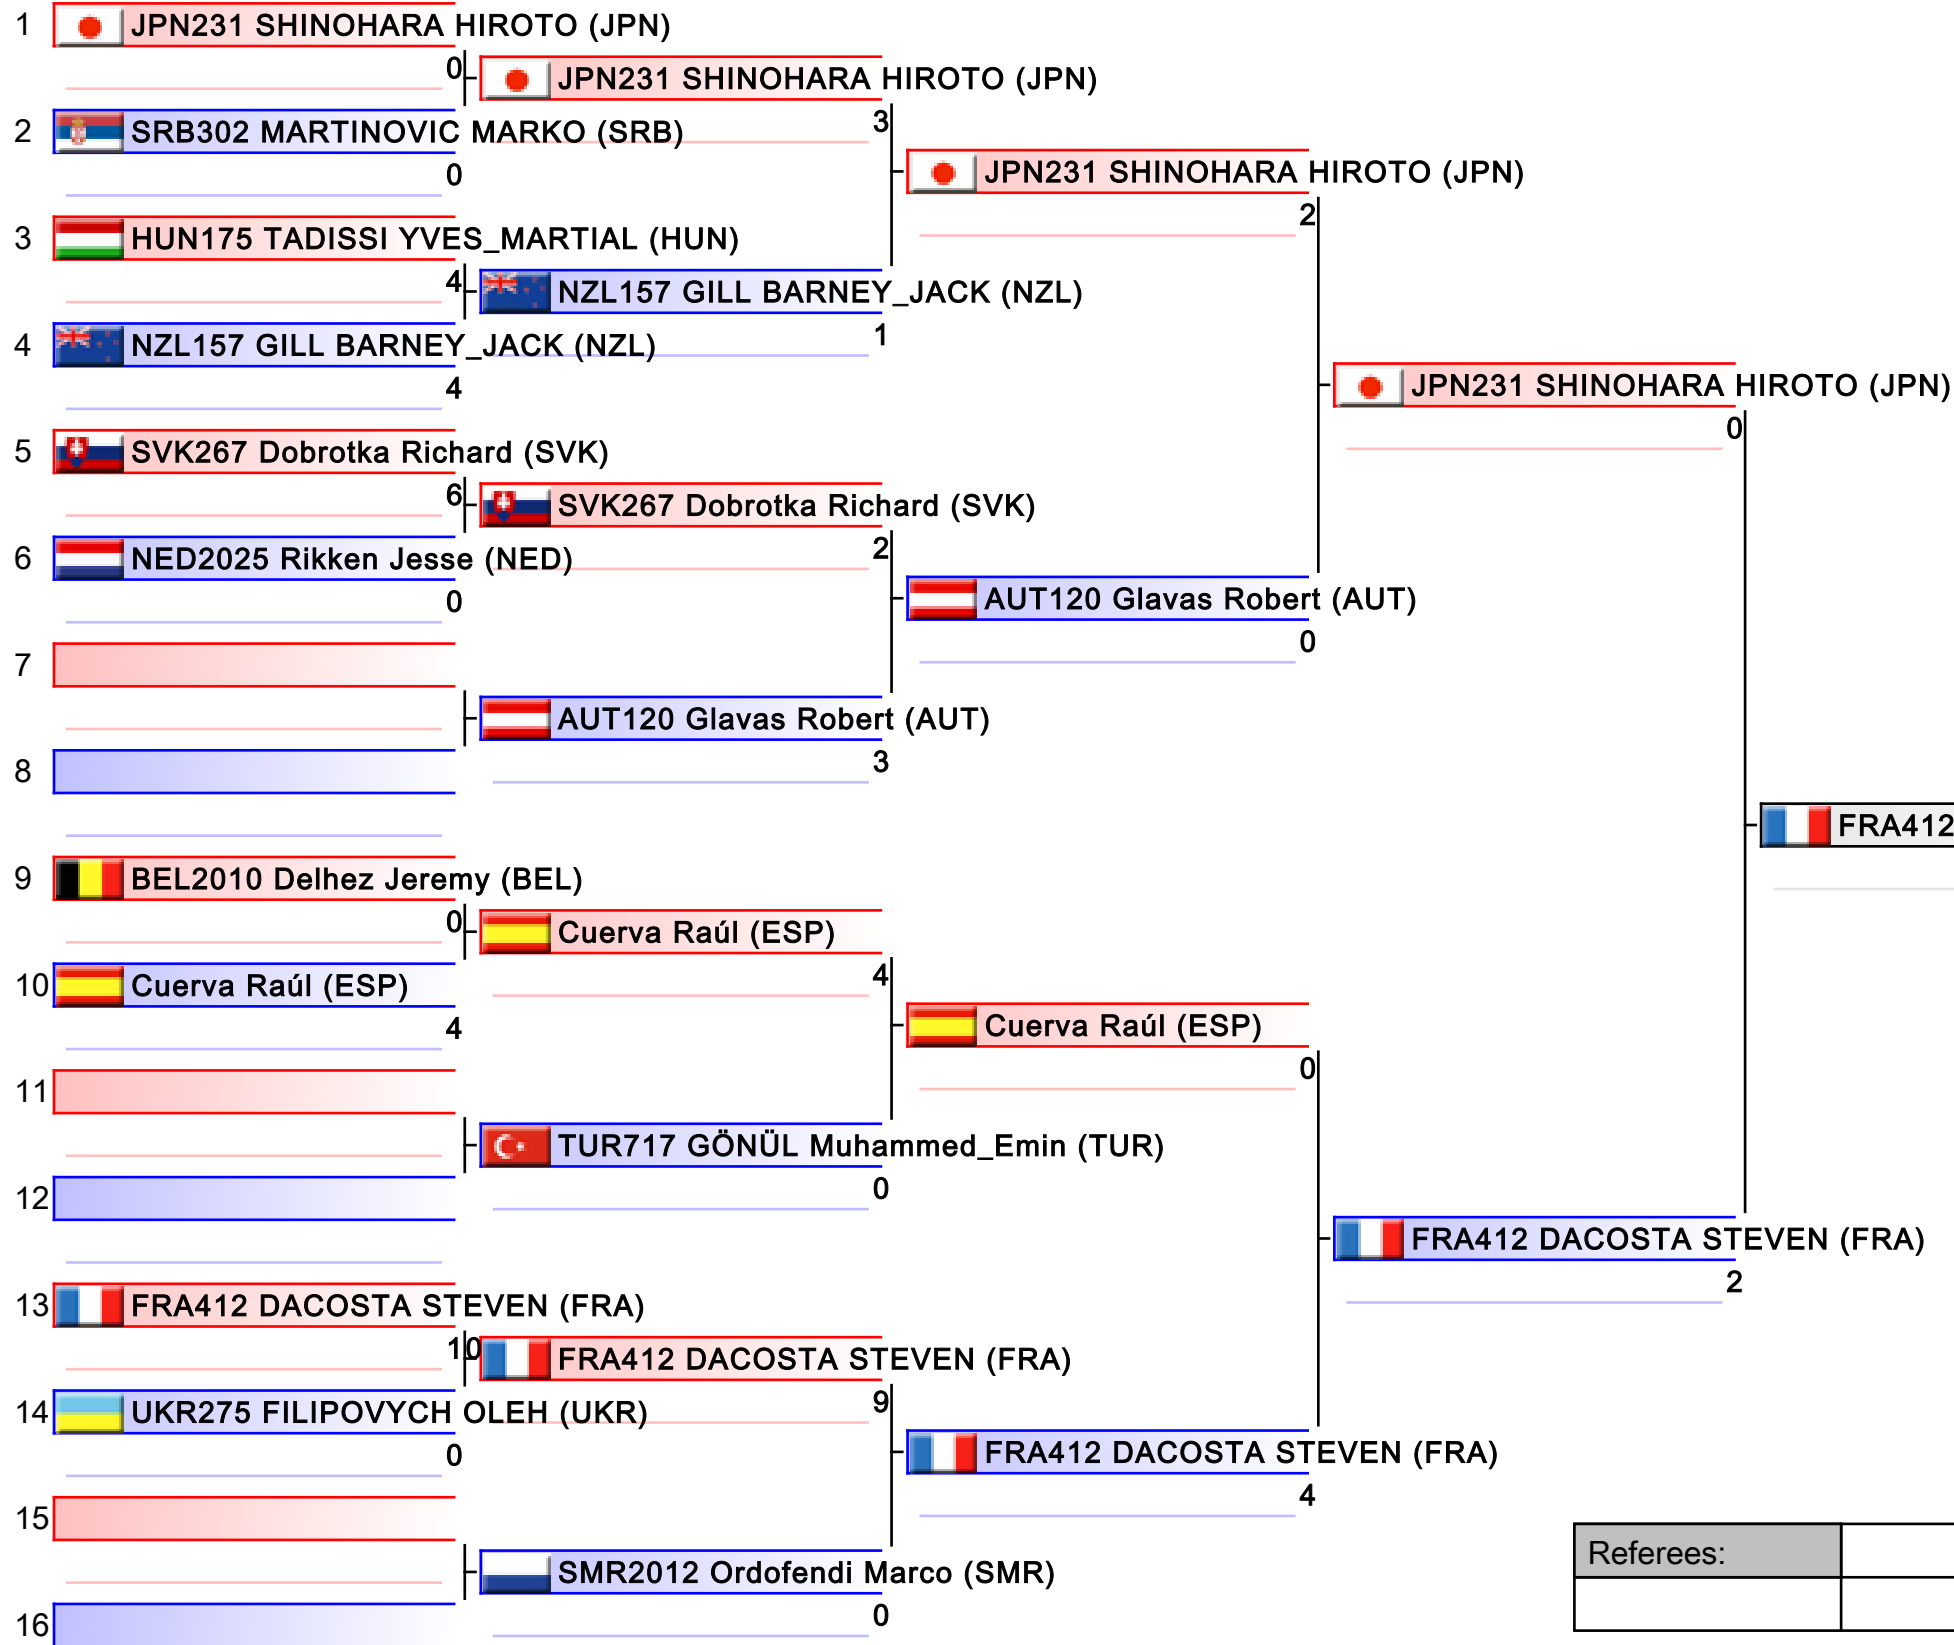 1 JPN231 SHINOHARA HIROTO (JPN)
0
JPN231 SHINOHARA HIROTO (JPN)
3
2 SRB302 MARTINOVIC MARKO (SRB)
0
JPN231 SHINOHARA HIROTO (JPN)
2
3 HUN175 TADISSI YVES_MARTIAL (HUN)
4
NZL157 GILL BARNEY_JACK (NZL)
1
4 NZL157 GILL BARNEY_JACK (NZL)
4
JPN231 SHINOHARA HIROTO (JPN)
0
5 SVK267 Dobrotka Richard (SVK)
6
SVK267 Dobrotka Richard (SVK)
2
6 NED2025 Rikken Jesse (NED)
0
AUT120 Glavas Robert (AUT)
0
7
AUT120 Glavas Robert (AUT)
3
8
FRA412
9 BEL2010 Delhez Jeremy (BEL)
0
Cuerva Raúl (ESP)
4
10 Cuerva Raúl (ESP)
4
Cuerva Raúl (ESP)
0
11
TUR717 GÖNÜL Muhammed_Emin (TUR)
0
12
FRA412 DACOSTA STEVEN (FRA)
2
13 FRA412 DACOSTA STEVEN (FRA)
10
FRA412 DACOSTA STEVEN (FRA)
9
14 UKR275 FILIPOVYCH OLEH (UKR)
0
FRA412 DACOSTA STEVEN (FRA)
4
15
SMR2012 Ordofendi Marco (SMR)
0
16
Referees: